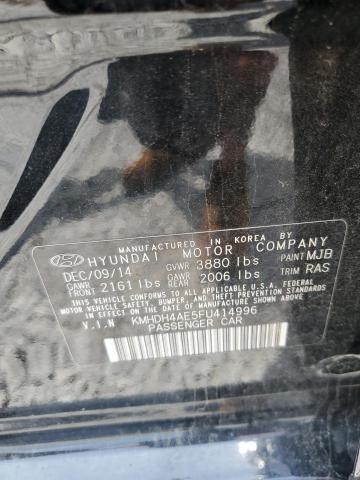 MANUFACTURED IN KOREA BY
HYUNDAI MOTOR COMPANY
DEC/09/14 GVWR 3880 lbs PAINT MJB
GAWR FRONT 2161 lbs GAWR REAR 2006 lbs TRIM RAS
THIS VEHICLE CONFORMS TO ALL APPLICABLE U.S.A. FEDERAL
MOTOR VEHICLE SAFETY, BUMPER, AND THEFT PREVENTION
STANDARDS IN EFFECT ON THE DATE OF MANUFACTURE SHOWN ABOVE.
V.I.N KMHDH4AE5FU414996
PASSENGER CAR